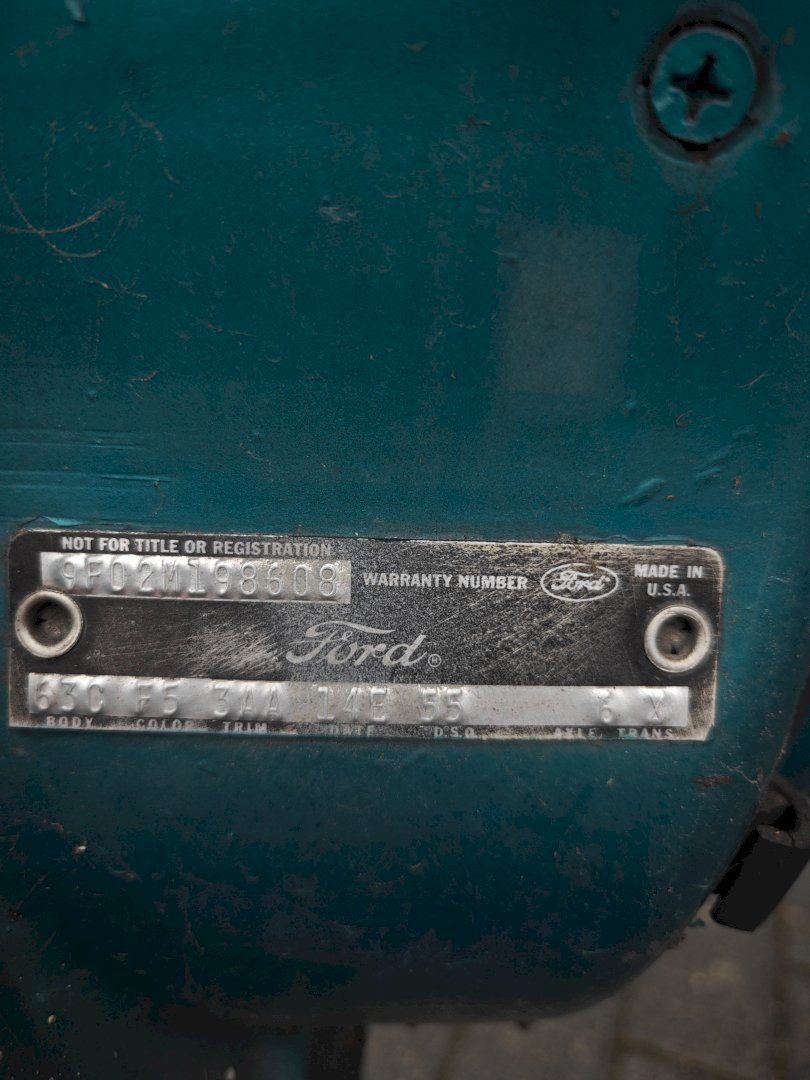 NOT FOR TITLE OR REGISTRATION
9F02M198608 WARRANTY NUMBER Ford MADE IN U.S.A.
Ford®
63C F5 3AA 14E 55 6 X
BODY COLOR TRIM DATE D.S.O. AXLE TRANS